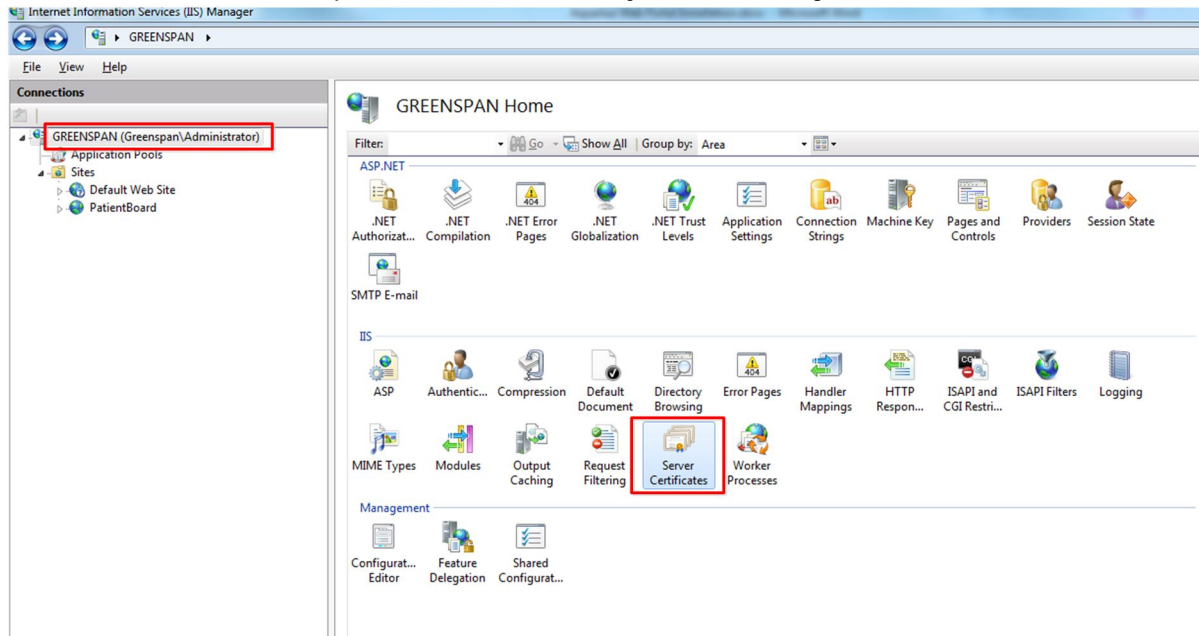 Internet Information Services (IIS) Manager
GREENSPAN
File View Help
Connections
GREENSPAN (Greenspan\Administrator)
Application Pools
Sites
Default Web Site
PatientBoard
GREENSPAN Home
Filter: Go Show All Group by: Area
ASP.NET
.NET Authorizat...
.NET Compilation
.NET Error Pages
.NET Globalization
.NET Trust Levels
Application Settings
Connection Strings
Machine Key
Pages and Controls
Providers
Session State
SMTP E-mail
IIS
ASP
Authentic...
Compression
Default Document
Directory Browsing
Error Pages
Handler Mappings
HTTP Respon...
ISAPI and CGI Restri...
ISAPI Filters
Logging
MIME Types
Modules
Output Caching
Request Filtering
Server Certificates
Worker Processes
Management
Configurat... Editor
Feature Delegation
Shared Configurat...